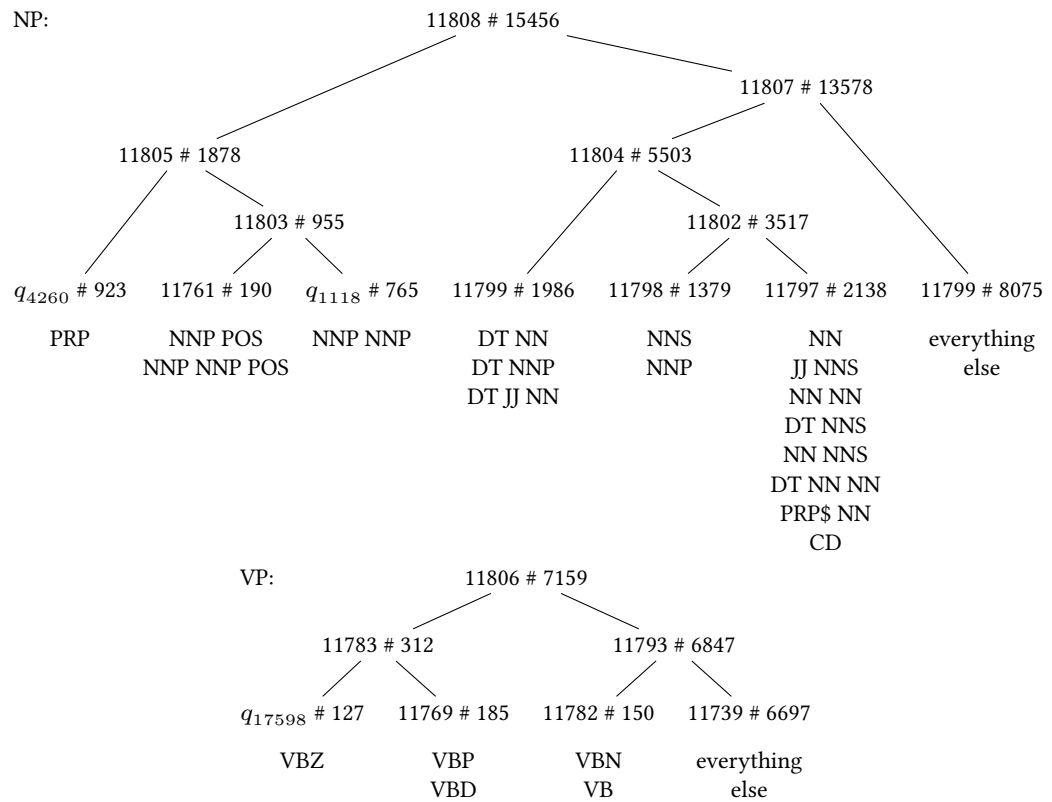 NP: 11808 # 15456
11807 # 13578
11805 # 1878 11804 # 5503
11803 # 955 11802 # 3517
q4260 # 923 11761 # 190 q1118 # 765 11799 # 1986 11798 # 1379 11797 # 2138 11799 # 8075
PRP NNP POS NNP NNP DT NN NNS NN everything
NNP NNP POS DT NNP NNP JJ NNS else
DT JJ NN NN NN
DT NNS
NN NNS
DT NN NN
PRP$ NN
CD
VP: 11806 # 7159
11783 # 312 11793 # 6847
q17598 # 127 11769 # 185 11782 # 150 11739 # 6697
VBZ VBP VBN everything
VBD VB else